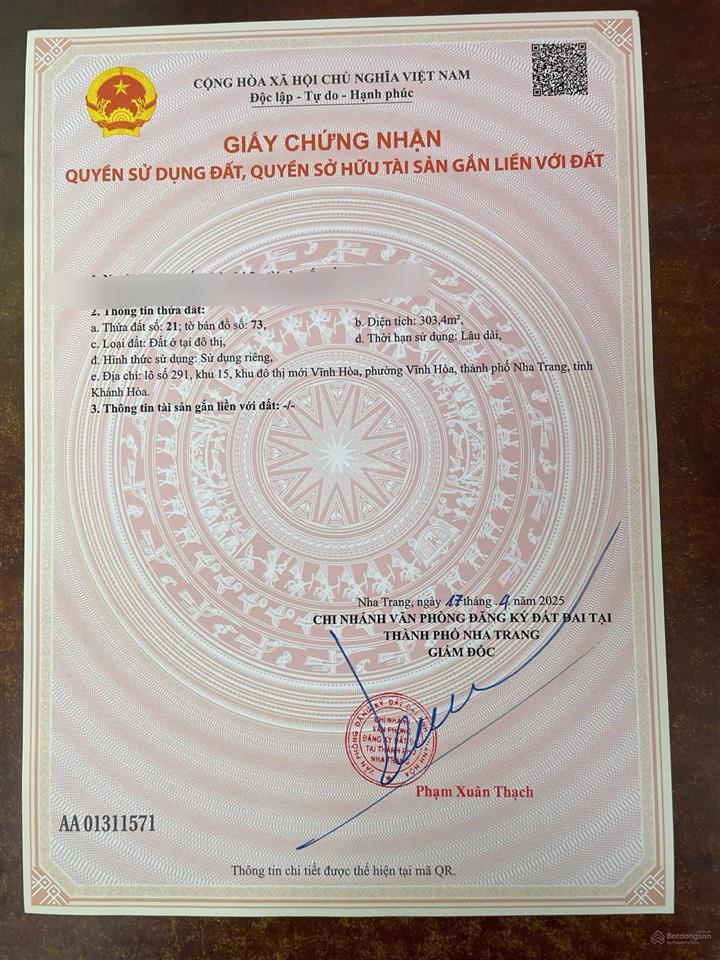 CỘNG HÒA XÃ HỘI CHỦ NGHĨA VIỆT NAM
Độc lập - Tự do - Hạnh phúc
GIẤY CHỨNG NHẬN
QUYỀN SỬ DỤNG ĐẤT, QUYỀN SỞ HỮU TÀI SẢN GẮN LIỀN VỚI ĐẤT
2. Thông tin thửa đất:
a. Thửa đất số: 21; tờ bản đồ số: 73,
b. Diện tích: 303,4m²,
c. Loại đất: Đất ở tại đô thị,
d. Thời hạn sử dụng: Lâu dài,
đ. Hình thức sử dụng: Sử dụng riêng,
e. Địa chỉ: lô số 291, khu 15, khu đô thị mới Vĩnh Hòa, phường Vĩnh Hòa, thành phố Nha Trang, tỉnh
Khánh Hòa.
3. Thông tin tài sản gắn liền với đất: -/-
Nha Trang, ngày 17 tháng 4 năm 2025
CHI NHÁNH VĂN PHÒNG ĐĂNG KÝ ĐẤT ĐAI TẠI
THÀNH PHỐ NHA TRANG
GIÁM ĐỐC
Phạm Xuân Thạch
AA 01311571
Thông tin chi tiết được thể hiện tại mã QR.
Batdongsan